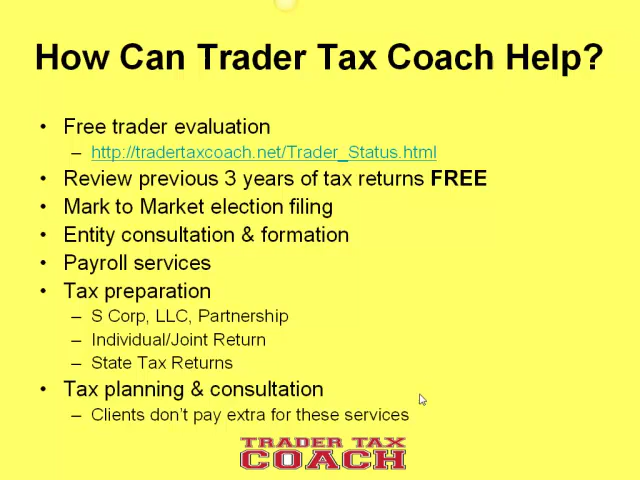 How Can Trader Tax Coach Help?
• Free trader evaluation
– http://tradertaxcoach.net/Trader_Status.html
• Review previous 3 years of tax returns FREE
• Mark to Market election filing
• Entity consultation & formation
• Payroll services
• Tax preparation
– S Corp, LLC, Partnership
– Individual/Joint Return
– State Tax Returns
• Tax planning & consultation
– Clients don't pay extra for these services
TRADER TAX
COACH